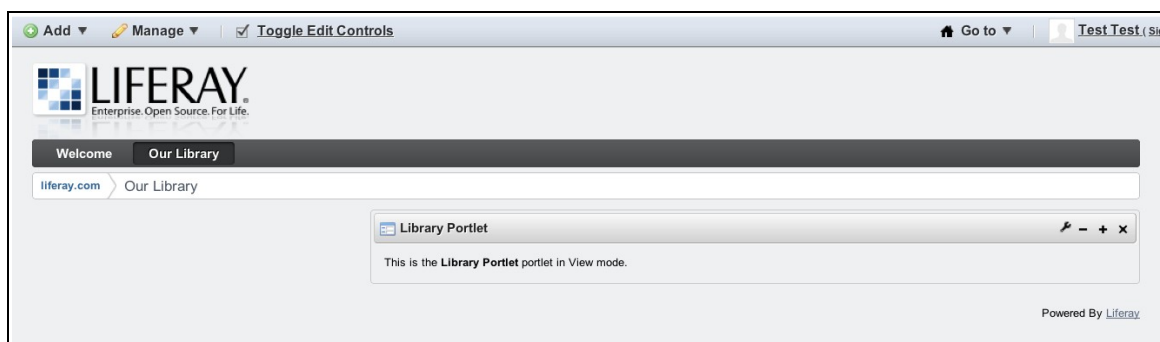 Add Manage Toggle Edit Controls Go to Test Test ( Si
LIFERAY.
Enterprise. Open Source. For Life.
Welcome Our Library
liferay.com Our Library
Library Portlet
This is the Library Portlet portlet in View mode.
Powered By Liferay